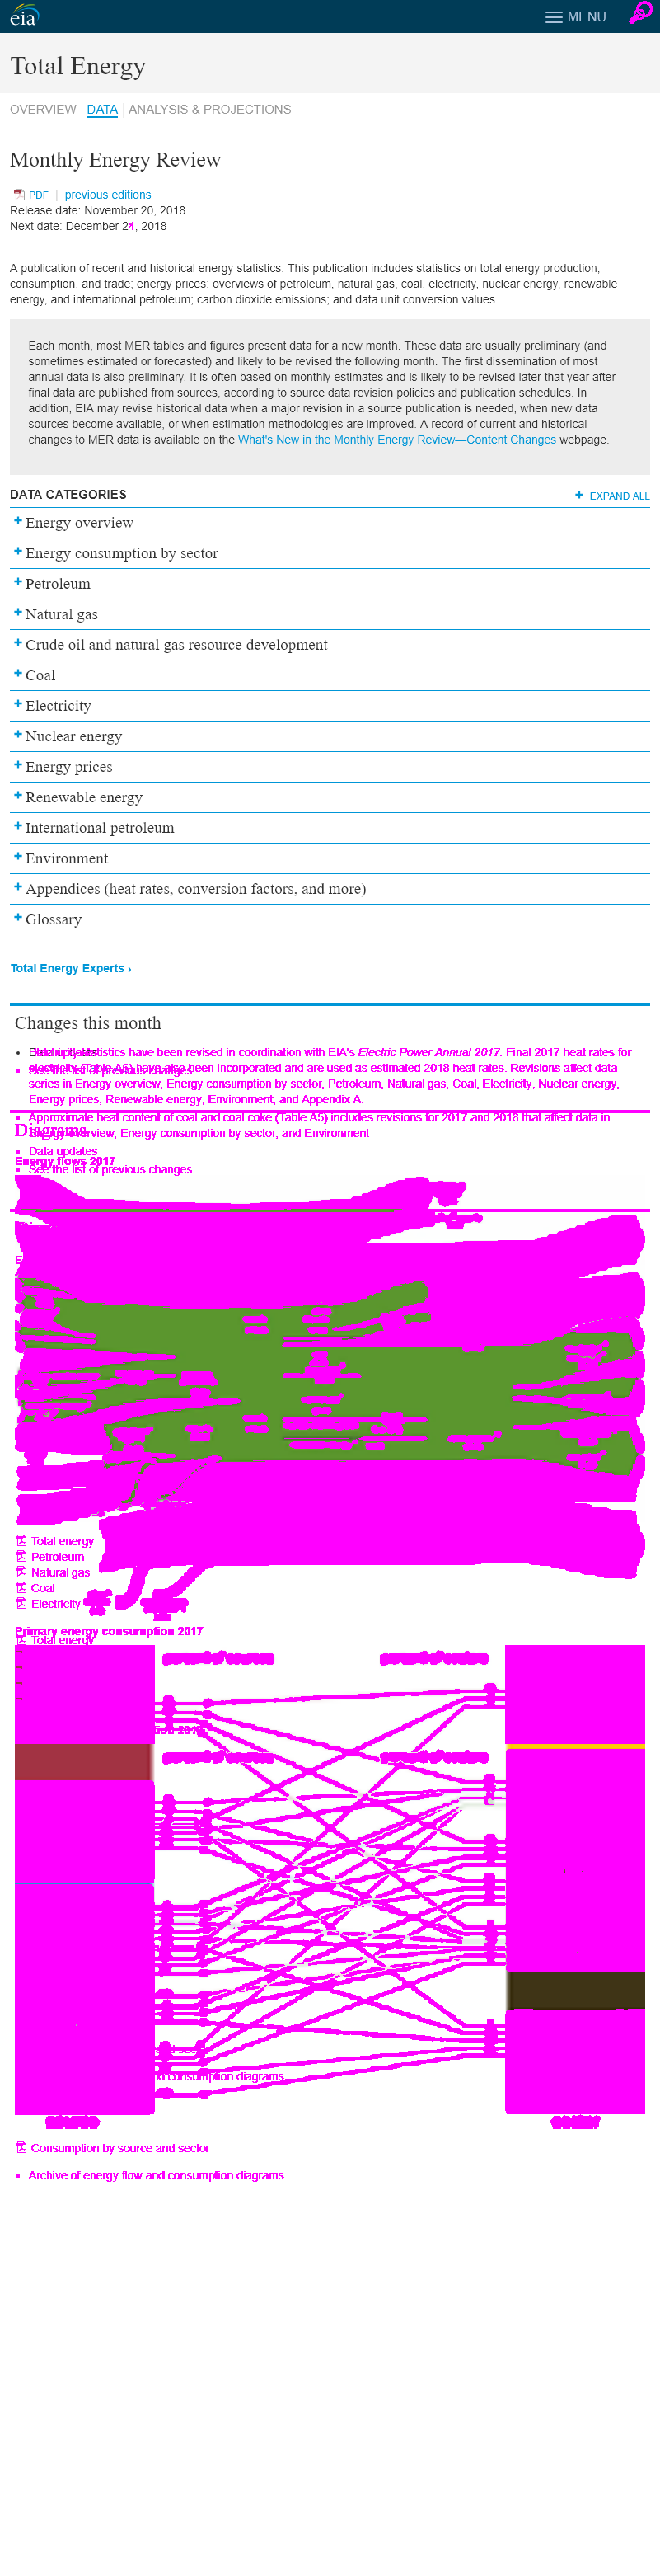 eia
MENU
Total Energy
OVERVIEW DATA ANALYSIS & PROJECTIONS
Monthly Energy Review
PDF | previous editions
Release date: November 20, 2018
Next date: December 2 , 2018
A publication of recent and historical energy statistics. This publication includes statistics on total energy production,
consumption, and trade; energy prices; overviews of petroleum, natural gas, coal, electricity, nuclear energy, renewable
energy, and international petroleum; carbon dioxide emissions; and data unit conversion values.
Each month, most MER tables and figures present data for a new month. These data are usually preliminary (and
sometimes estimated or forecasted) and likely to be revised the following month. The first dissemination of most
annual data is also preliminary. It is often based on monthly estimates and is likely to be revised later that year after
final data are published from sources, according to source data revision policies and publication schedules. In
addition, EIA may revise historical data when a major revision in a source publication is needed, when new data
sources become available, or when estimation methodologies are improved. A record of current and historical
changes to MER data is available on the What's New in the Monthly Energy Review—Content Changes webpage.
DATA CATEGORIES
+ EXPAND ALL
+ Energy overview
+ Energy consumption by sector
+ Petroleum
+ Natural gas
+ Crude oil and natural gas resource development
+ Coal
+ Electricity
+ Nuclear energy
+ Energy prices
+ Renewable energy
+ International petroleum
+ Environment
+ Appendices (heat rates, conversion factors, and more)
+ Glossary
Total Energy Experts ›
Changes this month
statistics have been revised in coordination with EIA's Electric Power Annual 2017. Final 2017 heat rates for
electricity (Table A6) have also been incorporated and are used as estimated 2018 heat rates. Revisions affect data
See the list of previous changes
series in Energy overview, Energy consumption by sector, Petroleum, Natural gas, Coal, Electricity, Nuclear energy,
Energy prices, Renewable energy, Environment, and Appendix A.
Approximate heat content of coal and coal coke (Table A5) includes revisions for 2017 and 2018 that affect data in
Diagrams
Energy overview, Energy consumption by sector, and Environment
Data updates
Energy flows 2017
See the list of previous changes
Total energy
Petroleum
Natural gas
Coal
Electricity
Primary energy consumption 2017
Total energy
consumption diagrams
Consumption by source and sector
Archive of energy flow and consumption diagrams